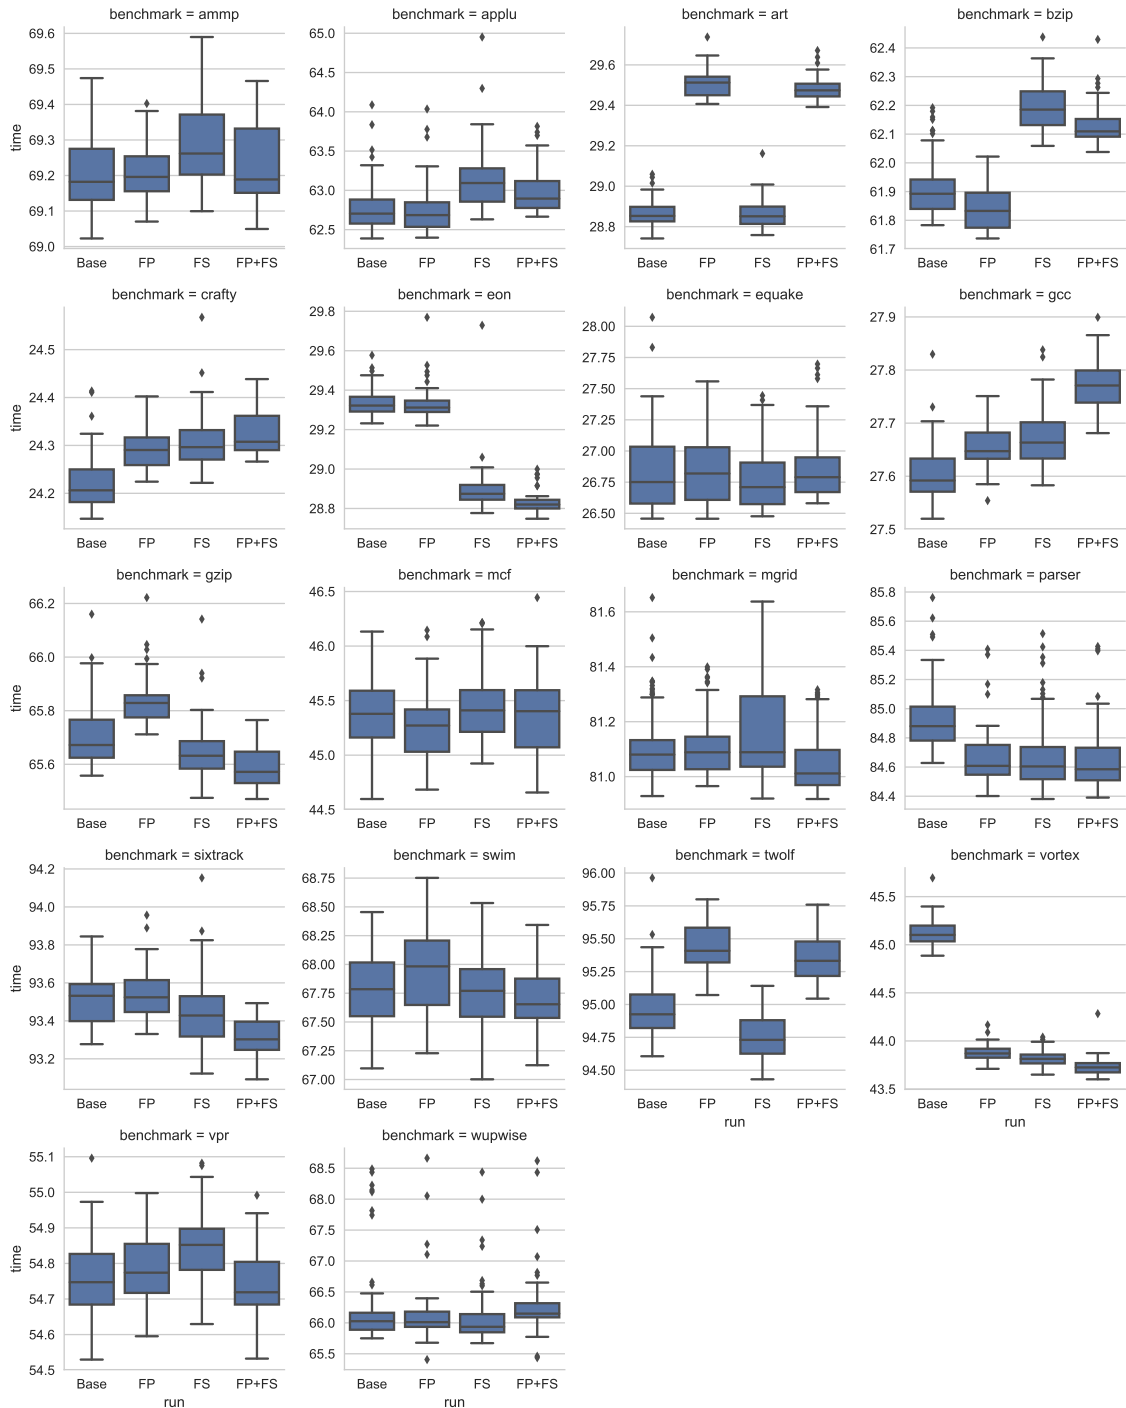 benchmark = ammp
69.6
69.5
69.4
69.3
69.2
69.1
69.0
time
Base FP FS FP+FS
benchmark = applu
65.0
64.5
64.0
63.5
63.0
62.5
Base FP FS FP+FS
benchmark = art
29.6
29.4
29.2
29.0
28.8
Base FP FS FP+FS
benchmark = bzip
62.4
62.3
62.2
62.1
62.0
61.9
61.8
61.7
Base FP FS FP+FS
benchmark = crafty
24.5
24.4
24.3
24.2
time
Base FP FS FP+FS
benchmark = eon
29.8
29.6
29.4
29.2
29.0
28.8
Base FP FS FP+FS
benchmark = equake
28.00
27.75
27.50
27.25
27.00
26.75
26.50
Base FP FS FP+FS
benchmark = gcc
27.9
27.8
27.7
27.6
27.5
Base FP FS FP+FS
benchmark = gzip
66.2
66.0
65.8
65.6
time
Base FP FS FP+FS
benchmark = mcf
46.5
46.0
45.5
45.0
44.5
Base FP FS FP+FS
benchmark = mgrid
81.6
81.4
81.2
81.0
Base FP FS FP+FS
benchmark = parser
85.8
85.6
85.4
85.2
85.0
84.8
84.6
84.4
Base FP FS FP+FS
benchmark = sixtrack
94.2
94.0
93.8
93.6
93.4
93.2
time
Base FP FS FP+FS
benchmark = swim
68.75
68.50
68.25
68.00
67.75
67.50
67.25
67.00
Base FP FS FP+FS
benchmark = twolf
96.00
95.75
95.50
95.25
95.00
94.75
94.50
Base FP FS FP+FS
run
benchmark = vortex
45.5
45.0
44.5
44.0
43.5
Base FP FS FP+FS
run
benchmark = vpr
55.1
55.0
54.9
54.8
54.7
54.6
54.5
time
Base FP FS FP+FS
run
benchmark = wupwise
68.5
68.0
67.5
67.0
66.5
66.0
65.5
Base FP FS FP+FS
run